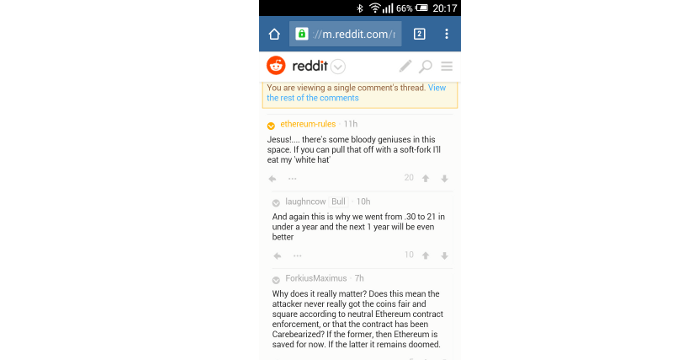 66% 20:17
://m.reddit.com/r 2
reddit
You are viewing a single comment's thread. View
the rest of the comments
ethereum-rules · 11h
Jesus!.... there's some bloody geniuses in this
space. If you can pull that off with a soft-fork I'll
eat my 'white hat'
20
laughncow Bull · 10h
And again this is why we went from .30 to 21 in
under a year and the next 1 year will be even
better
10
ForkiusMaximus · 7h
Why does it really matter? Does this mean the
attacker never really got the coins fair and
square according to neutral Ethereum contract
enforcement, or that the contract has been
Carebearized? If the former, then Ethereum is
saved for now. If the latter it remains doomed.